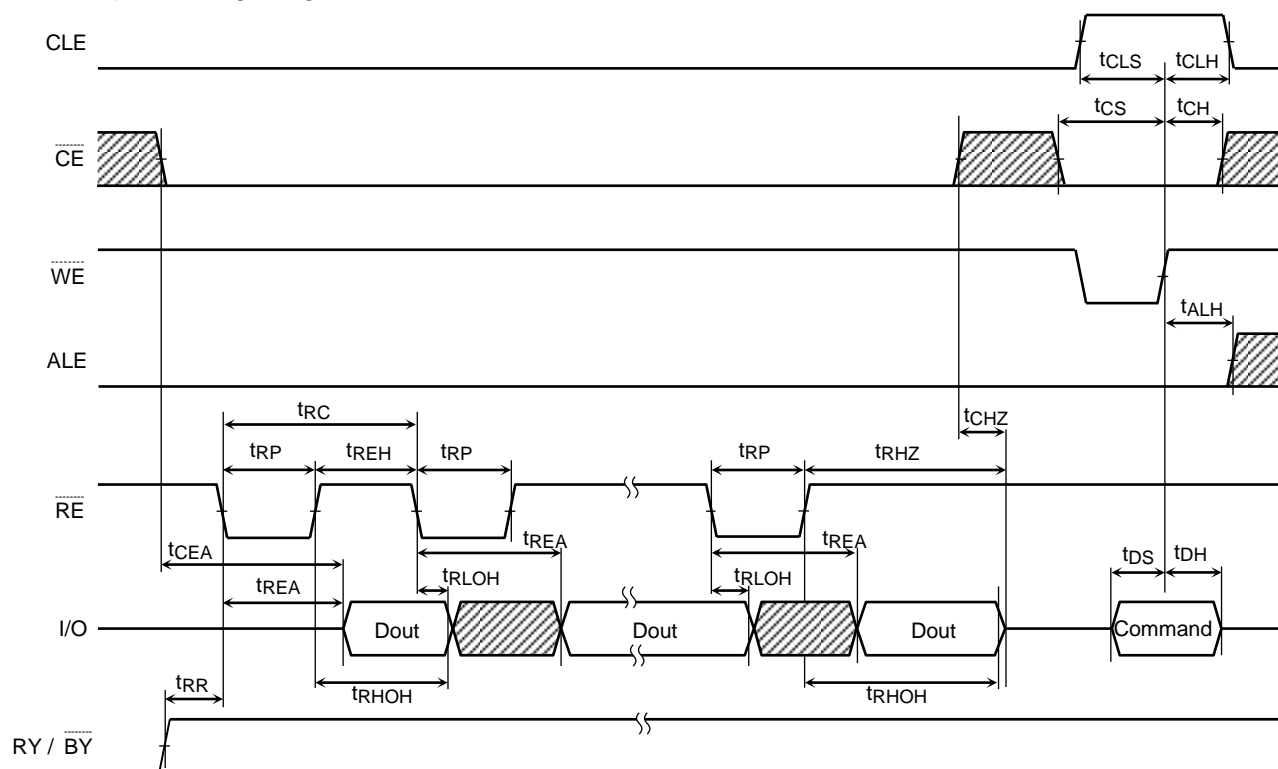 CLE
tCLS tCLH
tCS tCH
CE
WE
tALH
ALE
tRC
tCHZ
tRP tREH tRP tRP tRHZ
RE
tCEA tREA tREA tDS tDH
tREA tRLOH tRLOH
I/O Dout Dout Dout Command
tRR tRHOH tRHOH
RY / BY